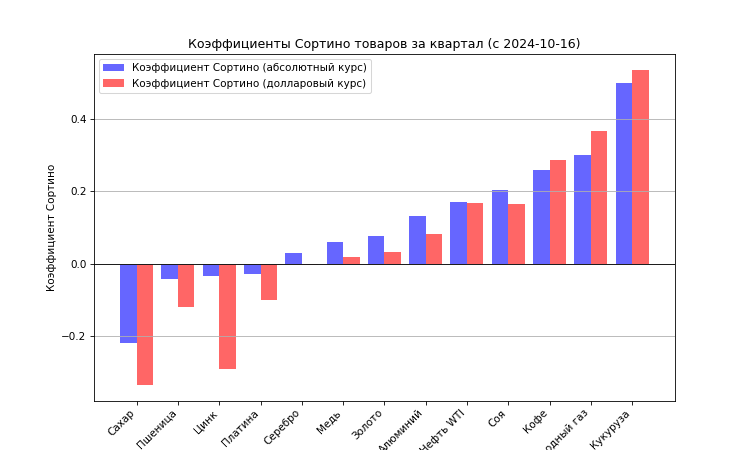 Коэффициенты Сортино товаров за квартал (с 2024-10-16)
Коэффициент Сортино (абсолютный курс)
Коэффициент Сортино (долларовый курс)
Коэффициент Сортино
0.4
0.2
0.0
−0.2
Сахар
Пшеница
Цинк
Платина
Серебро
Медь
Золото
Алюминий
Нефть WTI
Соя
Кофе
газ
Кукуруза